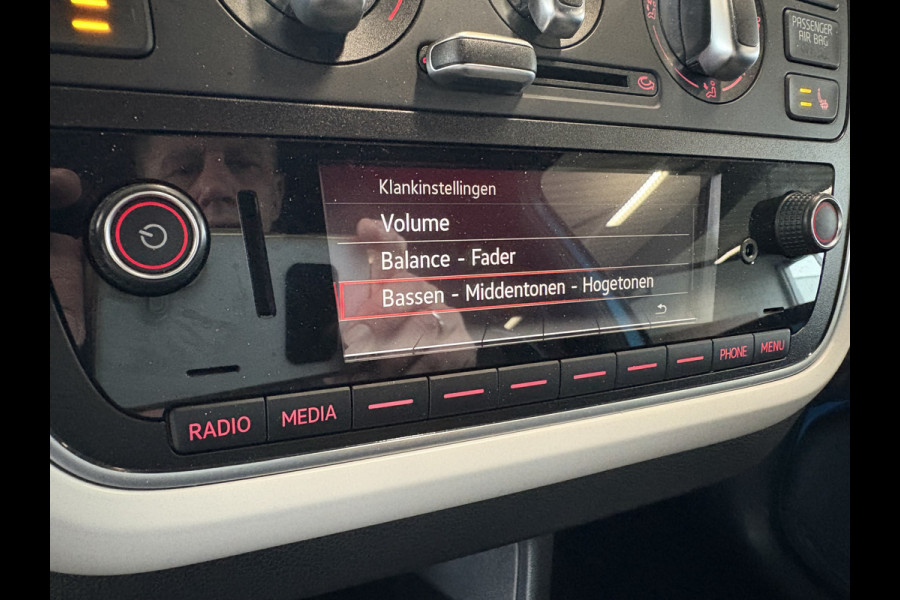 PASSENGER
AIR BAG
Klankinstellingen
Volume
Balance - Fader
Bassen - Middentonen - Hogetonen
RADIO
MEDIA
PHONE
MENU